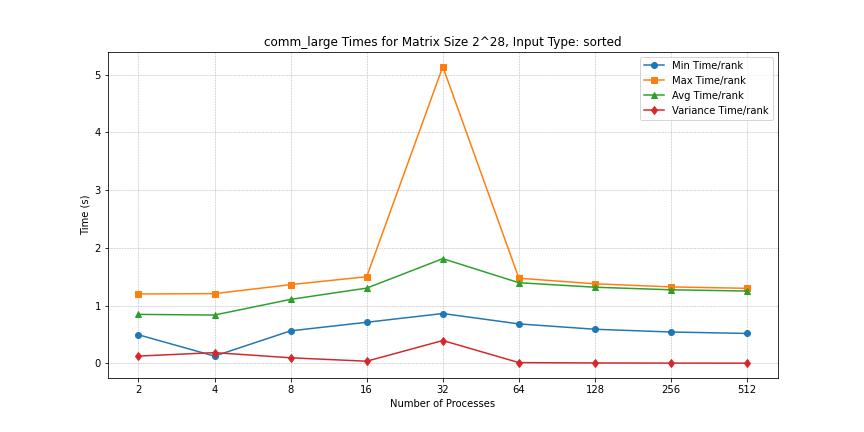 comm_large Times for Matrix Size 2^28, Input Type: sorted
Min Time/rank
Max Time/rank
Avg Time/rank
Variance Time/rank
Time (s)
5
4
3
2
1
0
2 4 8 16 32 64 128 256 512
Number of Processes